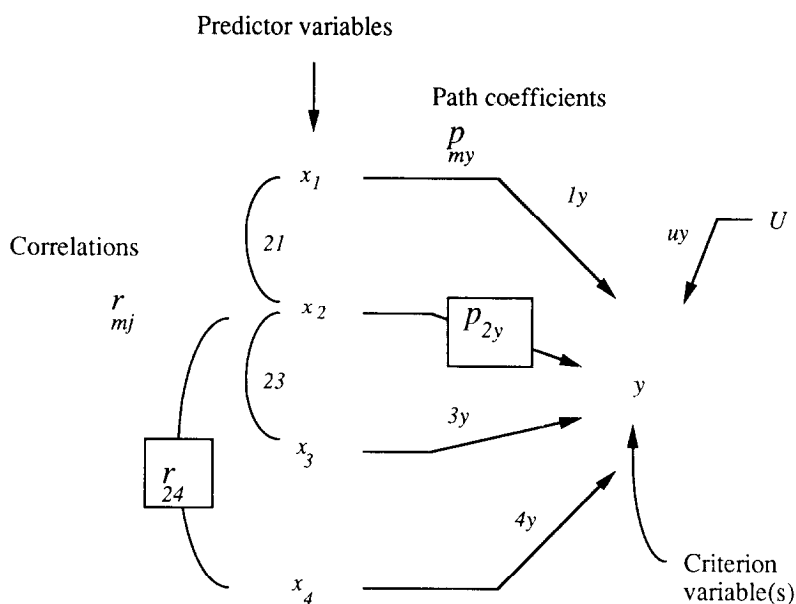 Predictor variables
Path coefficients
p
my
x1
1y
U
uy
21
Correlations
r
mj
x2
p2y
23
y
3y
x3
r
24
4y
Criterion
variable(s)
x4